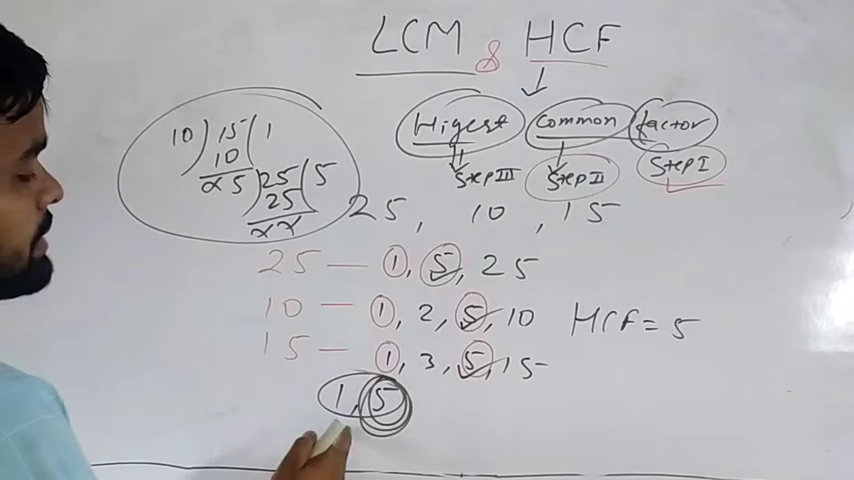 LCM & HCF
Higest common factor
Step III Step II Step I
10 ) 15 ( 1
10
x 5 ) 25 ( 5
25
x x
25, 10, 15
25 — 1, 5, 25
10 — 1, 2, 5, 10
HCF = 5
15 — 1, 3, 5, 15
1, 5